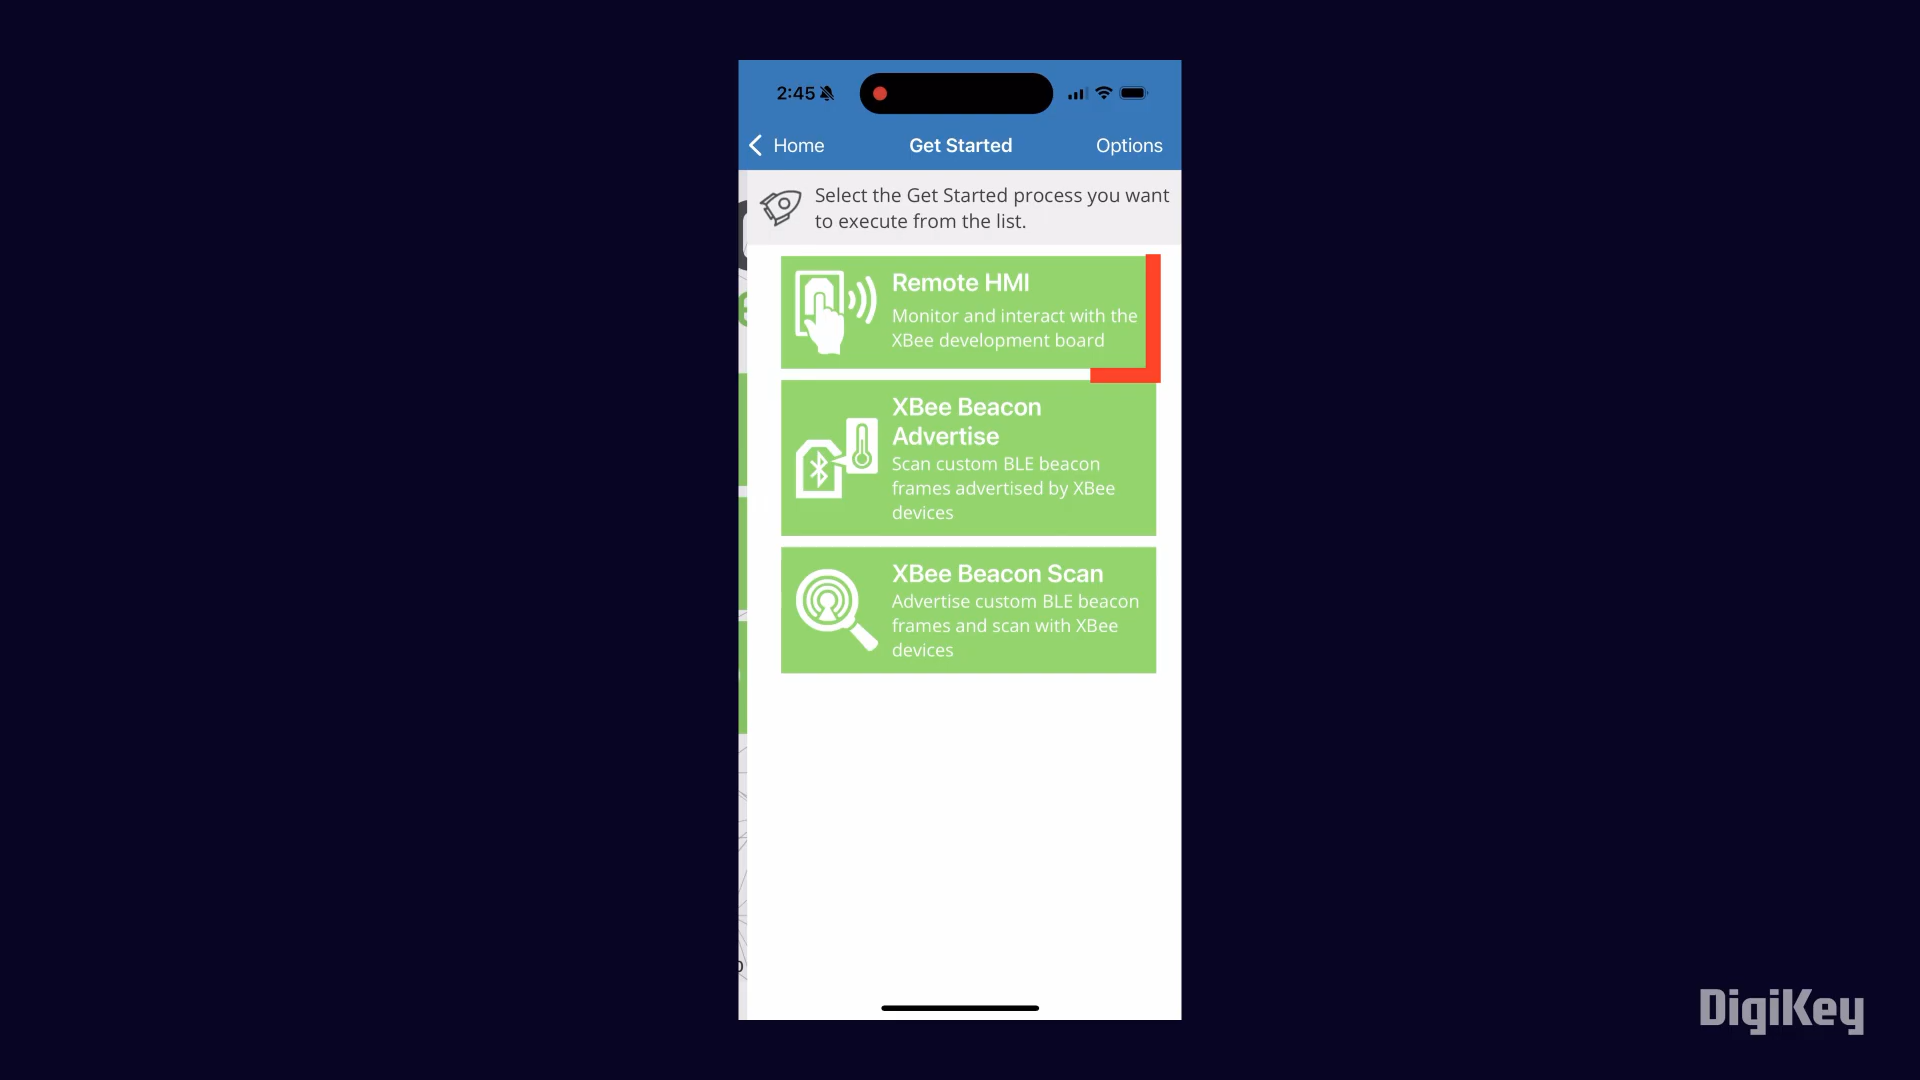 2:45
Home
Get Started
Options
Select the Get Started process you want
to execute from the list.
Remote HMI
Monitor and interact with the
XBee development board
XBee Beacon
Advertise
Scan custom BLE beacon
frames advertised by XBee
devices
XBee Beacon Scan
Advertise custom BLE beacon
frames and scan with XBee
devices
DigiKey